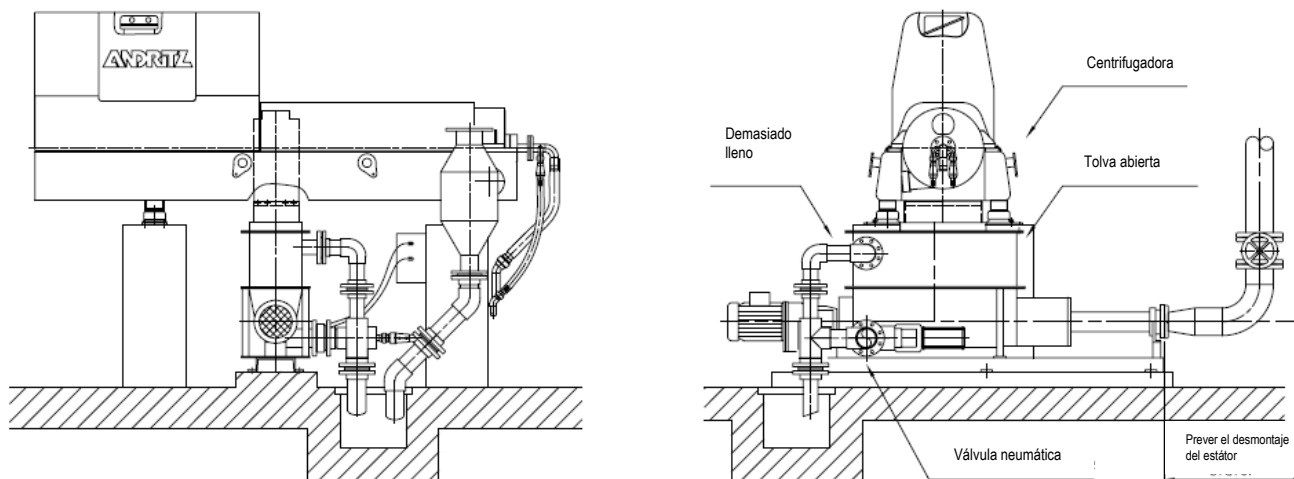 ANDRITZ
Centrifugadora
Demasiado
lleno
Tolva abierta
Válvula neumática
Prever el desmontaje
del estátor